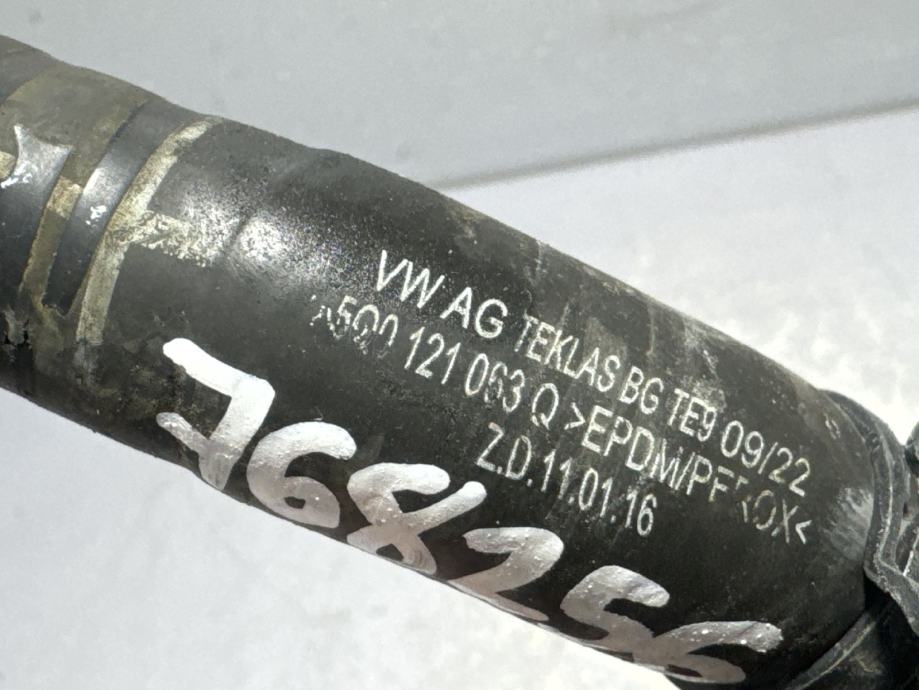 VW AG TEKLAS BG TE9 09/22
5Q0 121 063 Q >EPDM/PEROX<
Z.D.11.01.16
768256